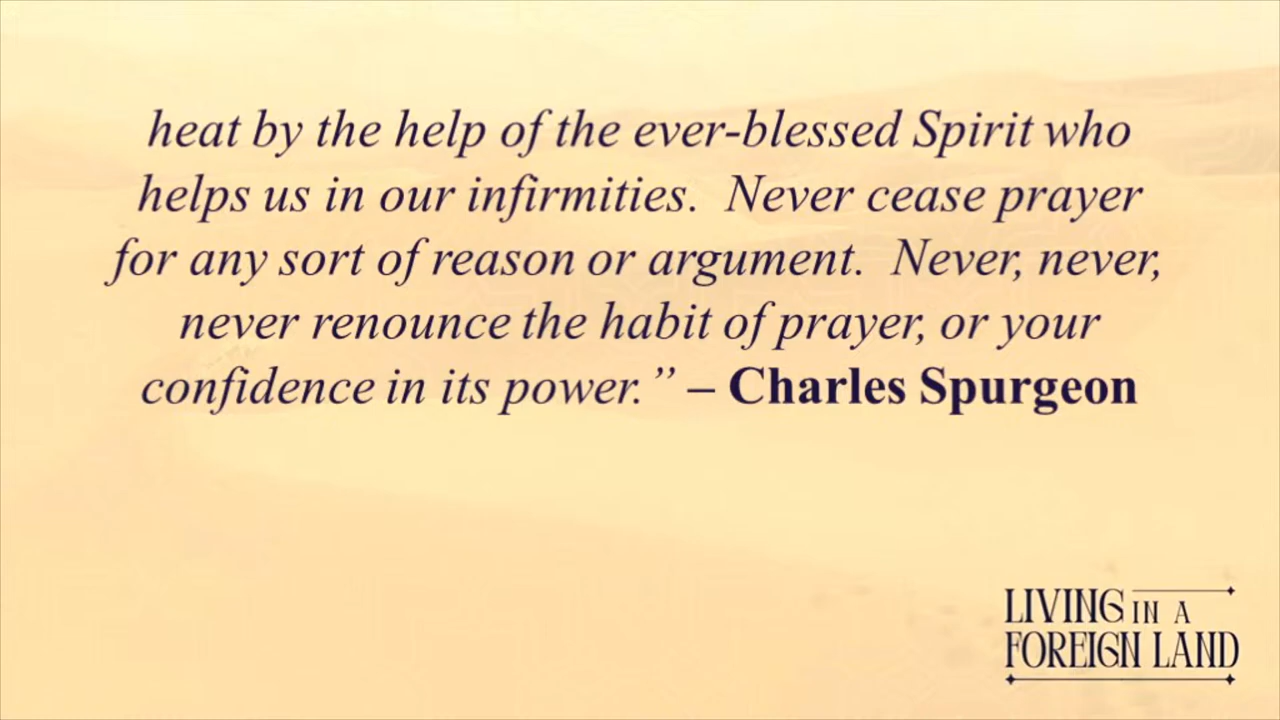 heat by the help of the ever-blessed Spirit who
helps us in our infirmities.  Never cease prayer
for any sort of reason or argument.  Never, never,
never renounce the habit of prayer, or your
confidence in its power.” – Charles Spurgeon
LIVING IN A
FOREIGN LAND